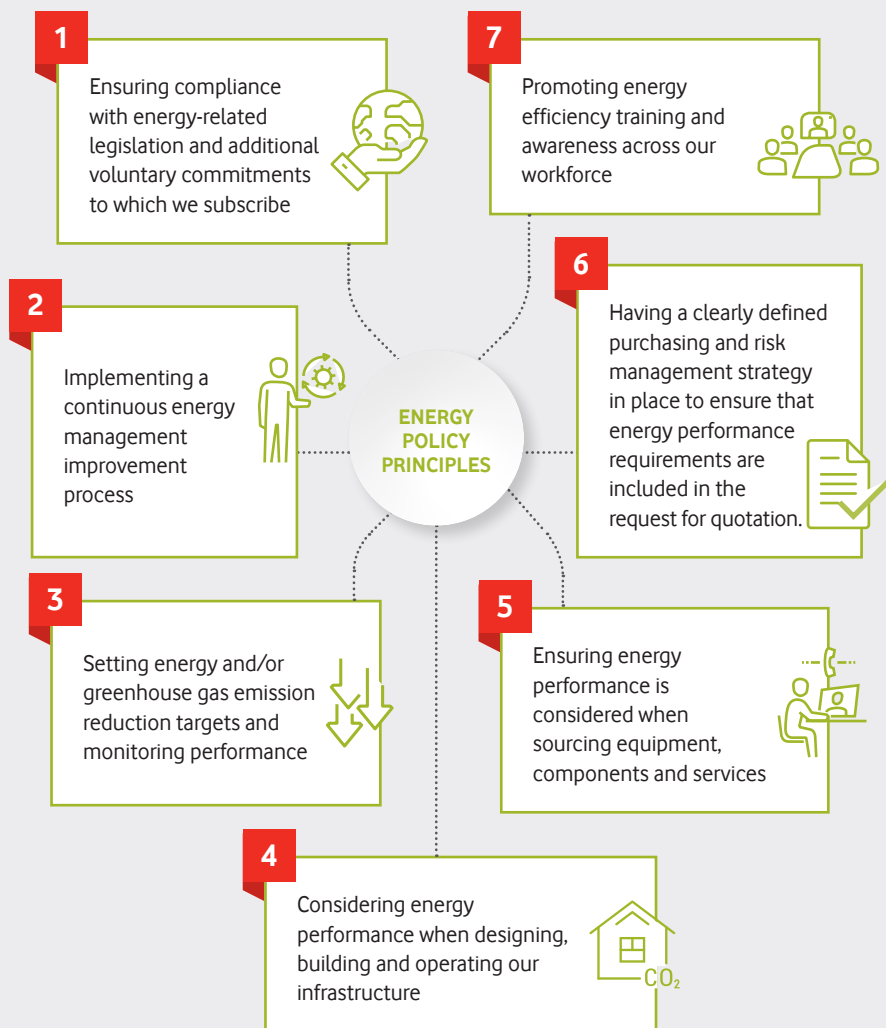 1
Ensuring compliance
with energy-related
legislation and additional
voluntary commitments
to which we subscribe
2
Implementing a
continuous energy
management
improvement
process
3
Setting energy and/or
greenhouse gas emission
reduction targets and
monitoring performance
4
Considering energy
performance when designing,
building and operating our
infrastructure
CO₂
5
Ensuring energy
performance is
considered when
sourcing equipment,
components and services
6
Having a clearly defined
purchasing and risk
management strategy
in place to ensure that
energy performance
requirements are
included in the
request for quotation.
7
Promoting energy
efficiency training and
awareness across our
workforce
ENERGY
POLICY
PRINCIPLES